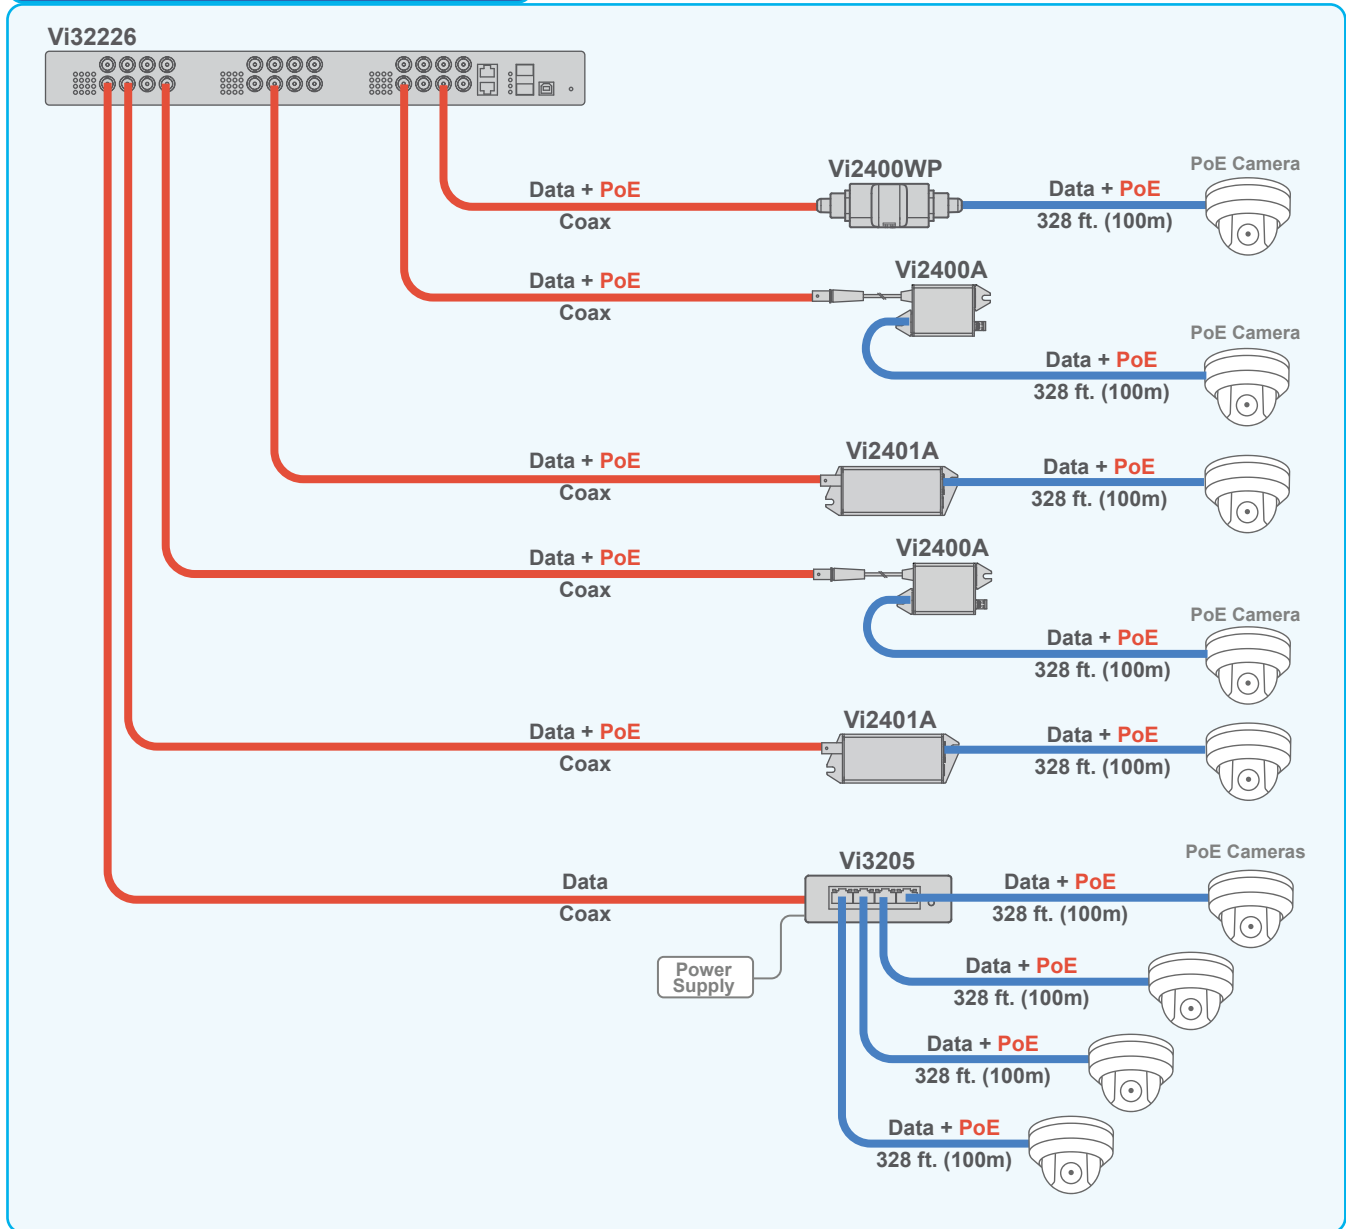 Vi32226
Vi2400WP
PoE Camera
Data + PoE
Coax
Data + PoE
328 ft. (100m)
Vi2400A
Data + PoE
Coax
PoE Camera
Data + PoE
328 ft. (100m)
Vi2401A
Data + PoE
Coax
Data + PoE
328 ft. (100m)
Vi2400A
Data + PoE
Coax
PoE Camera
Data + PoE
328 ft. (100m)
Vi2401A
Data + PoE
Coax
Data + PoE
328 ft. (100m)
Vi3205
PoE Cameras
Data
Coax
Data + PoE
328 ft. (100m)
Power
Supply
Data + PoE
328 ft. (100m)
Data + PoE
328 ft. (100m)
Data + PoE
328 ft. (100m)